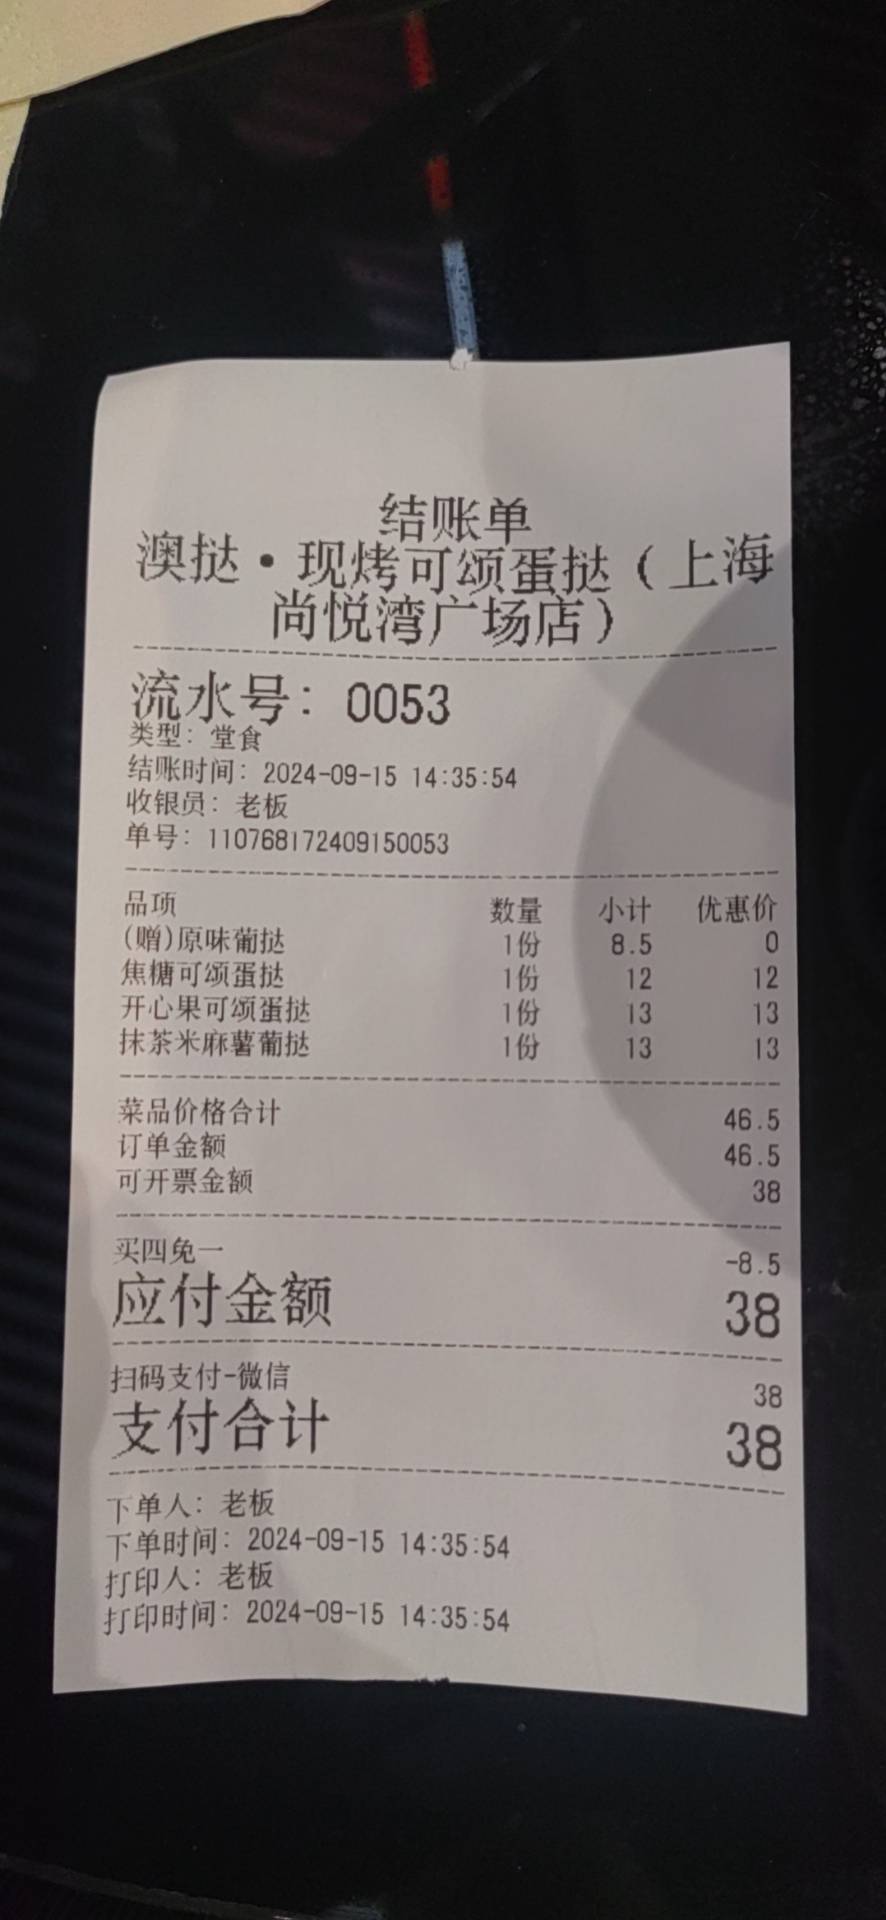 结账单
澳挞·现烤可颂蛋挞（上海
尚悦湾广场店）
流水号：0053
类型：堂食
结账时间：2024-09-15 14:35:54
收银员：老板
单号：110768172409150053
品项 数量 小计 优惠价
(赠)原味葡挞 1份 8.5 0
焦糖可颂蛋挞 1份 12 12
开心果可颂蛋挞 1份 13 13
抹茶米麻薯葡挞 1份 13 13
菜品价格合计 46.5
订单金额 46.5
可开票金额 38
买四免一 -8.5
应付金额 38
扫码支付-微信 38
支付合计 38
下单人：老板
下单时间：2024-09-15 14:35:54
打印人：老板
打印时间：2024-09-15 14:35:54